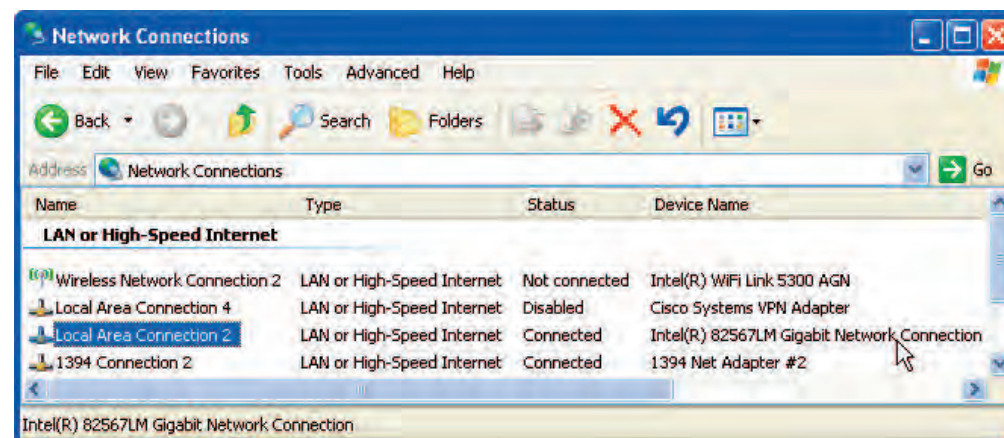 Network Connections
File Edit View Favorites Tools Advanced Help
Back Search Folders
Address Network Connections Go
Name Type Status Device Name
LAN or High-Speed Internet
Wireless Network Connection 2 LAN or High-Speed Internet Not connected Intel(R) WiFi Link 5300 AGN
Local Area Connection 4 LAN or High-Speed Internet Disabled Cisco Systems VPN Adapter
Local Area Connection 2 LAN or High-Speed Internet Connected Intel(R) 82567LM Gigabit Network Connection
1394 Connection 2 LAN or High-Speed Internet Connected 1394 Net Adapter #2
Intel(R) 82567LM Gigabit Network Connection